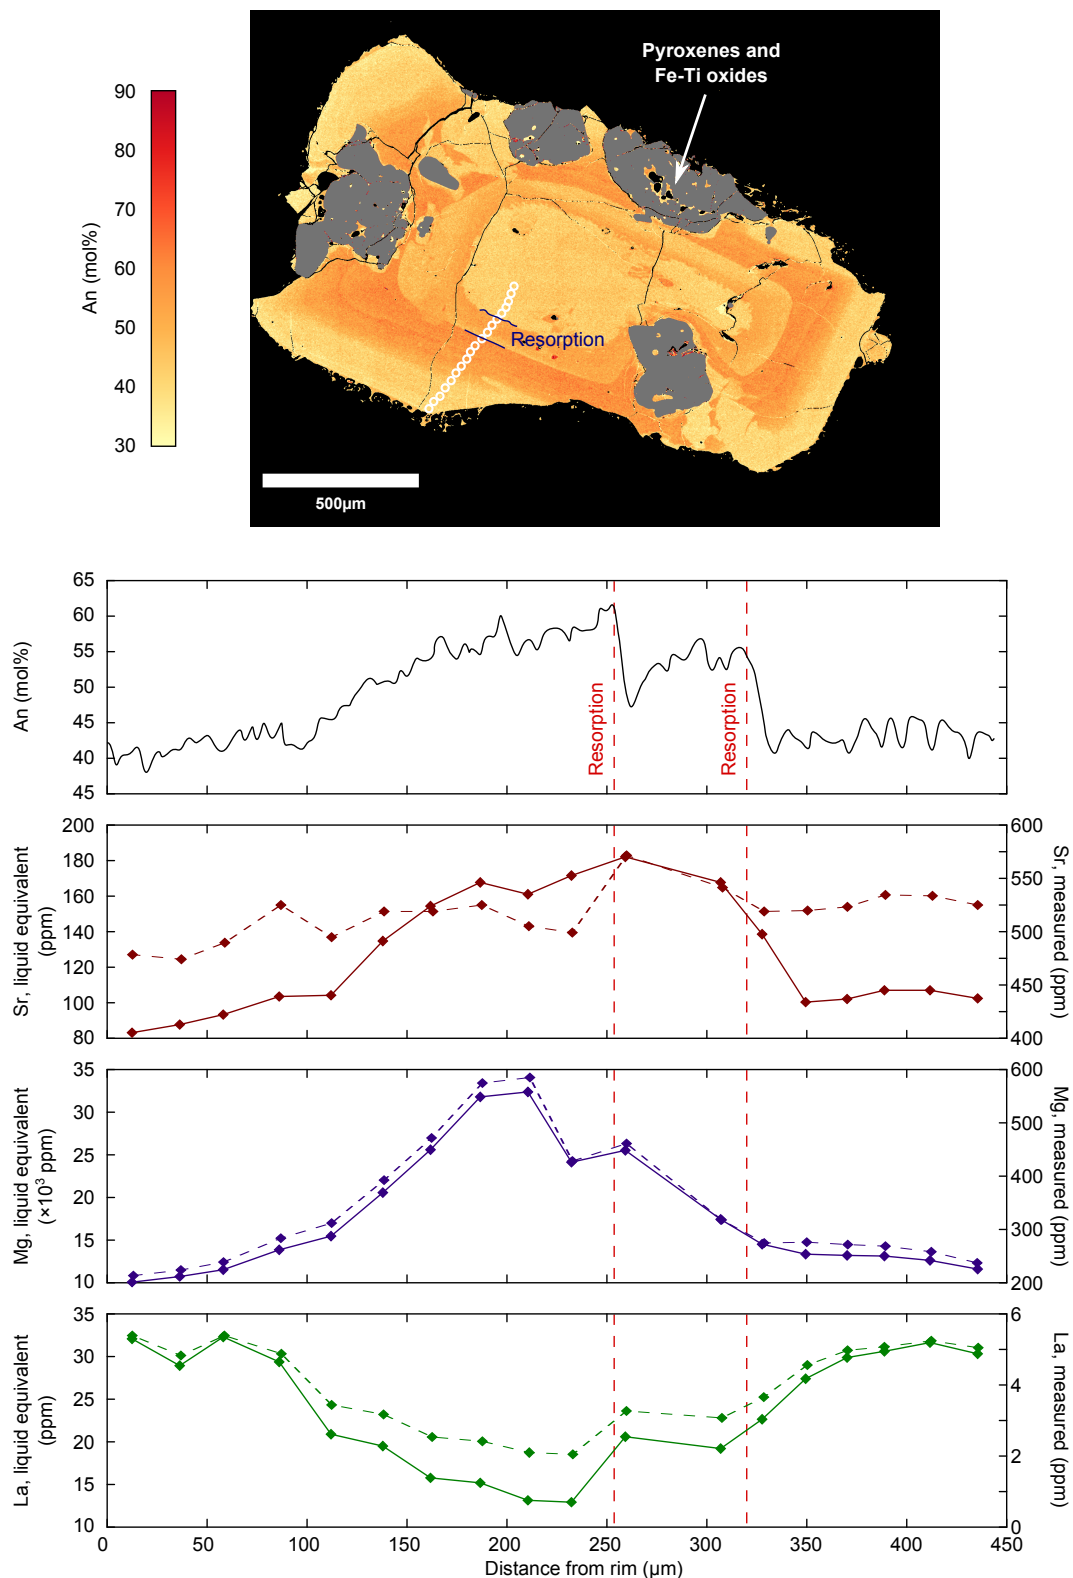 Pyroxenes and
Fe-Ti oxides
90
80
70
60
50
40
30
An (mol%)
Resorption
500µm
65
60
55
50
45
40
45
An (mol%)
Resorption
Resorption
200
180
160
140
120
100
80
Sr, liquid equivalent
(ppm)
600
550
500
450
400
Sr, measured (ppm)
35
30
25
20
15
10
Mg, liquid equivalent
(×10³ ppm)
600
500
400
300
200
Mg, measured (ppm)
35
30
25
20
15
10
La, liquid equivalent
(ppm)
6
4
2
0
La, measured (ppm)
0 50 100 150 200 250 300 350 400 450
Distance from rim (µm)